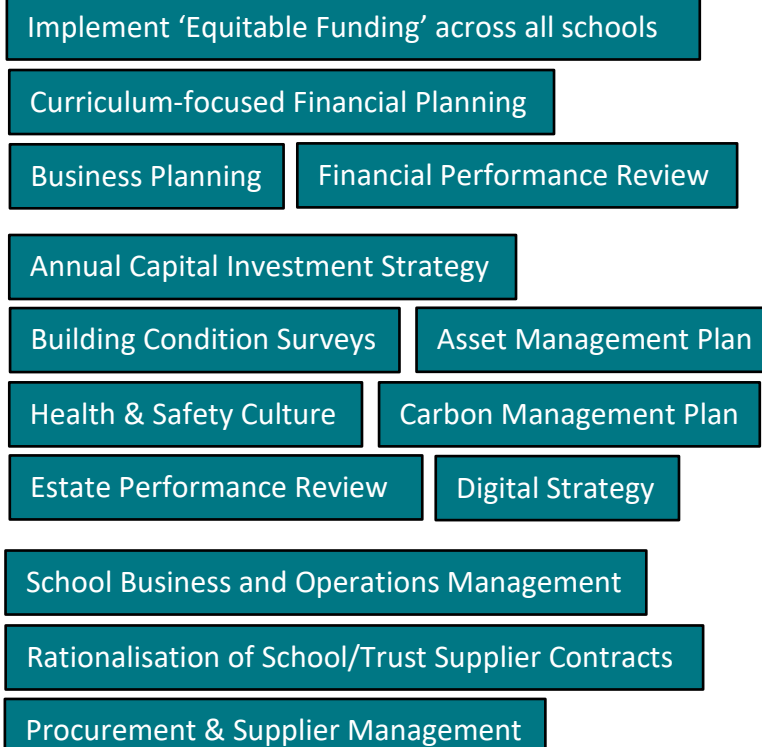 Implement ‘Equitable Funding’ across all schools
Curriculum-focused Financial Planning
Business Planning
Financial Performance Review
Annual Capital Investment Strategy
Building Condition Surveys
Asset Management Plan
Health & Safety Culture
Carbon Management Plan
Estate Performance Review
Digital Strategy
School Business and Operations Management
Rationalisation of School/Trust Supplier Contracts
Procurement & Supplier Management